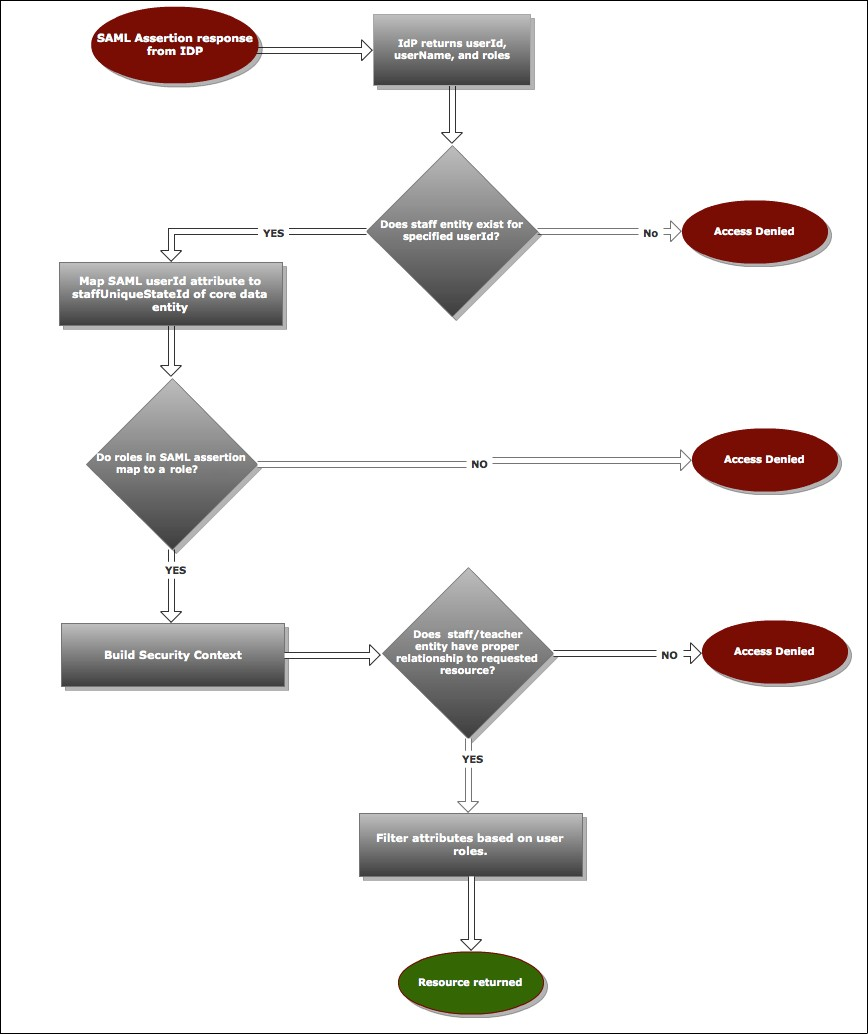 SAML Assertion response
from IDP
IdP returns userId,
userName, and roles
Does staff entity exist for
specified userId?
YES
No
Access Denied
Map SAML userId attribute to
staffUniqueStateId of core data
entity
Do roles in SAML assertion
map to a role?
NO
Access Denied
YES
Build Security Context
Does staff/teacher
entity have proper
relationship to requested
resource?
NO
Access Denied
YES
Filter attributes based on user
roles.
Resource returned